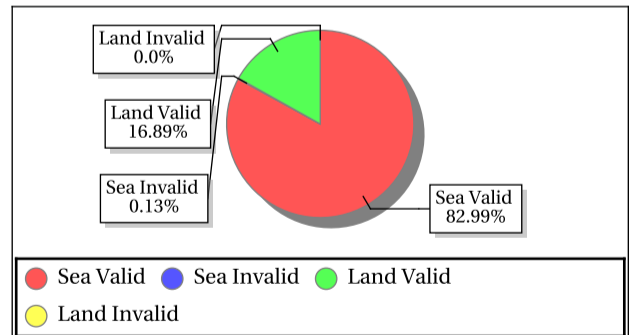 Land Invalid
0.0%
Land Valid
16.89%
Sea Invalid
0.13%
Sea Valid
82.99%
Sea Valid Sea Invalid Land Valid
Land Invalid